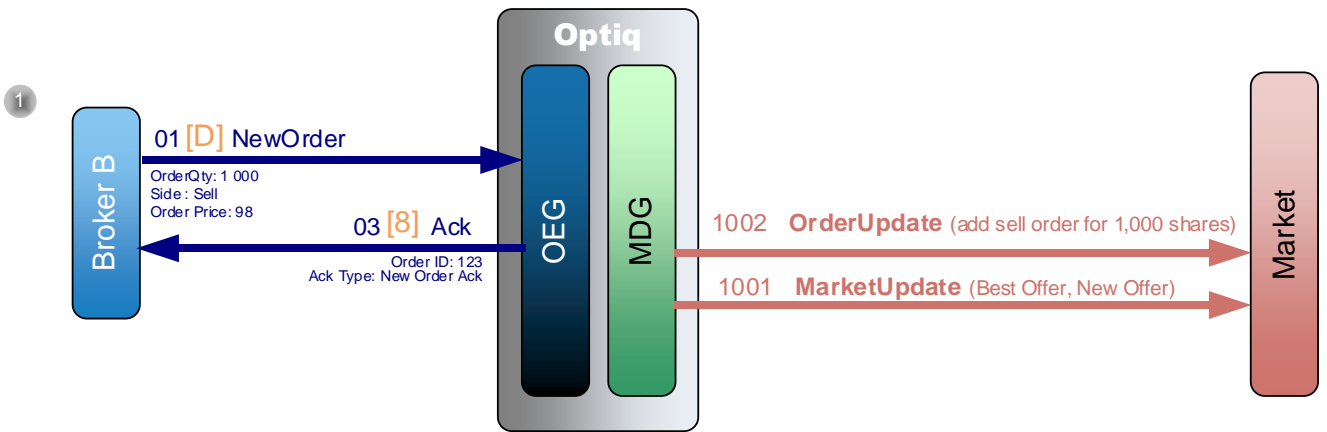 Optiq
1
Broker B
01 [D] NewOrder
OrderQty: 1 000
Side : Sell
Order Price: 98
03 [8] Ack
Order ID: 123
Ack Type: New Order Ack
OEG
MDG
1002 OrderUpdate (add sell order for 1,000 shares)
1001 MarketUpdate (Best Offer, New Offer)
Market